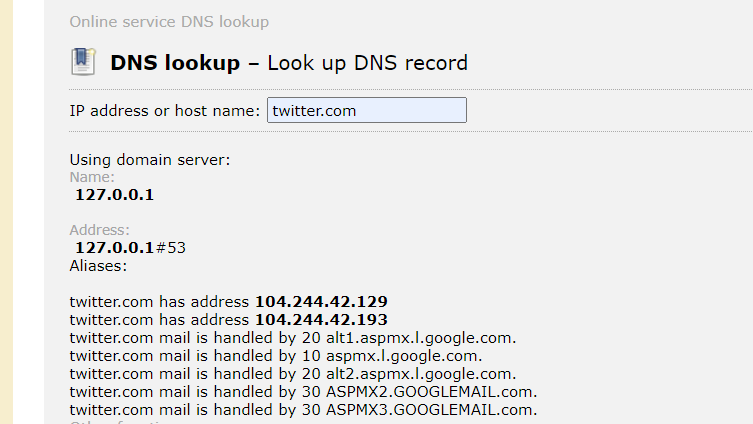 Online service DNS lookup
DNS lookup – Look up DNS record
IP address or host name: twitter.com
Using domain server:
Name:
127.0.0.1
Address:
127.0.0.1#53
Aliases:
twitter.com has address 104.244.42.129
twitter.com has address 104.244.42.193
twitter.com mail is handled by 20 alt1.aspmx.l.google.com.
twitter.com mail is handled by 10 aspmx.l.google.com.
twitter.com mail is handled by 20 alt2.aspmx.l.google.com.
twitter.com mail is handled by 30 ASPMX2.GOOGLEMAIL.com.
twitter.com mail is handled by 30 ASPMX3.GOOGLEMAIL.com.